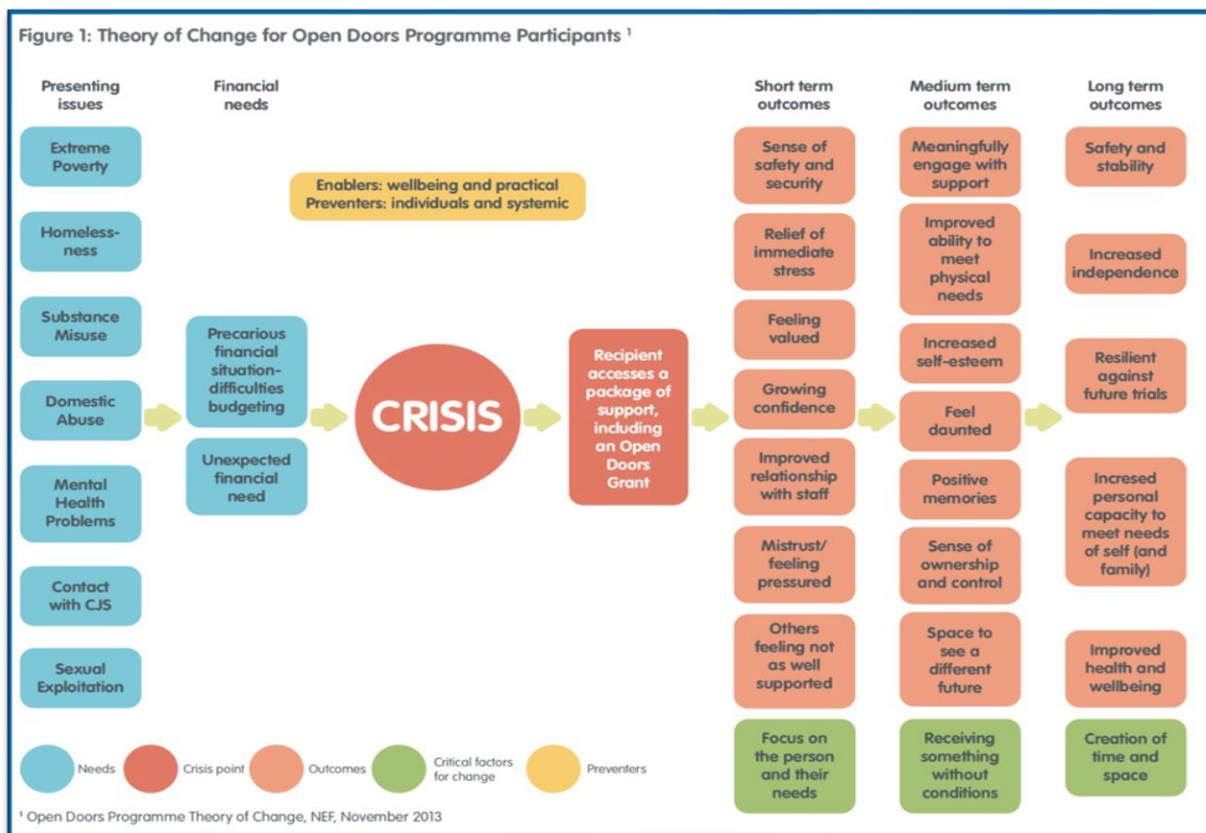 Figure 1: Theory of Change for Open Doors Programme Participants ¹
Presenting
issues
Extreme
Poverty
Homeless-
ness
Substance
Misuse
Domestic
Abuse
Mental
Health
Problems
Contact
with CJS
Sexual
Exploitation
Financial
needs
Precarious
financial
situation-
difficulties
budgeting
Unexpected
financial
need
Enablers: wellbeing and practical
Preventers: individuals and systemic
CRISIS
Recipient
accesses a
package of
support,
including
an Open
Doors
Grant
Short term
outcomes
Sense of
safety and
security
Relief of
immediate
stress
Feeling
valued
Growing
confidence
Improved
relationship
with staff
Mistrust/
feeling
pressured
Others
feeling not
as well
supported
Focus on
the person
and their
needs
Medium term
outcomes
Meaningfully
engage with
support
Improved
ability to
meet
physical
needs
Increased
self-esteem
Feel
daunted
Positive
memories
Sense of
ownership
and control
Space to
see a
different
future
Receiving
something
without
conditions
Long term
outcomes
Safety and
stability
Increased
independence
Resilient
against
future trials
Incresed
personal
capacity to
meet needs
of self (and
family)
Improved
health and
wellbeing
Creation of
time and
space
Needs
Crisis point
Outcomes
Critical factors
for change
Preventers
¹ Open Doors Programme Theory of Change, NEF, November 2013